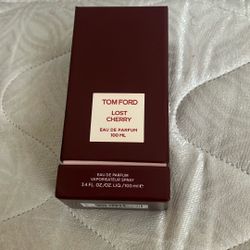 TOM FORD
LOST
CHERRY
EAU DE PARFUM
100 ML
EAU DE PARFUM
VAPORISATEUR SPRAY
3.4 FL.OZ./OZ.LIQ./100 ml ℮